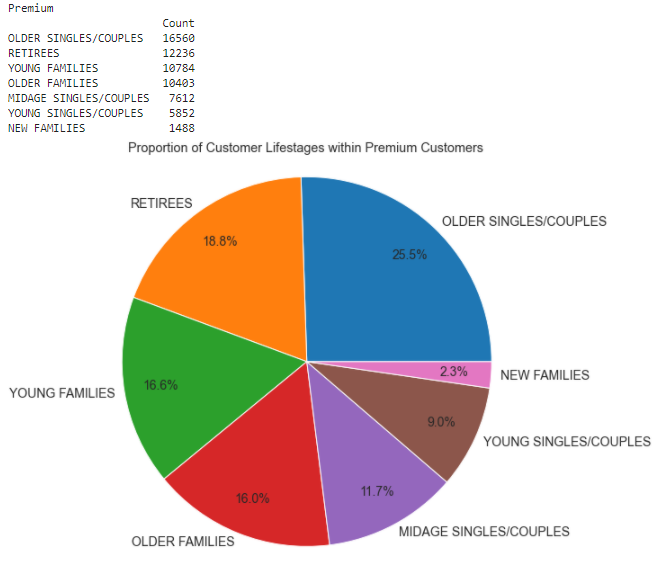 Premium
Count
OLDER SINGLES/COUPLES 16560
RETIREES 12236
YOUNG FAMILIES 10784
OLDER FAMILIES 10403
MIDAGE SINGLES/COUPLES 7612
YOUNG SINGLES/COUPLES 5852
NEW FAMILIES 1488
Proportion of Customer Lifestages within Premium Customers
RETIREES
OLDER SINGLES/COUPLES
18.8%
25.5%
2.3%
NEW FAMILIES
16.6%
YOUNG FAMILIES
9.0%
YOUNG SINGLES/COUPLES
11.7%
16.0%
MIDAGE SINGLES/COUPLES
OLDER FAMILIES